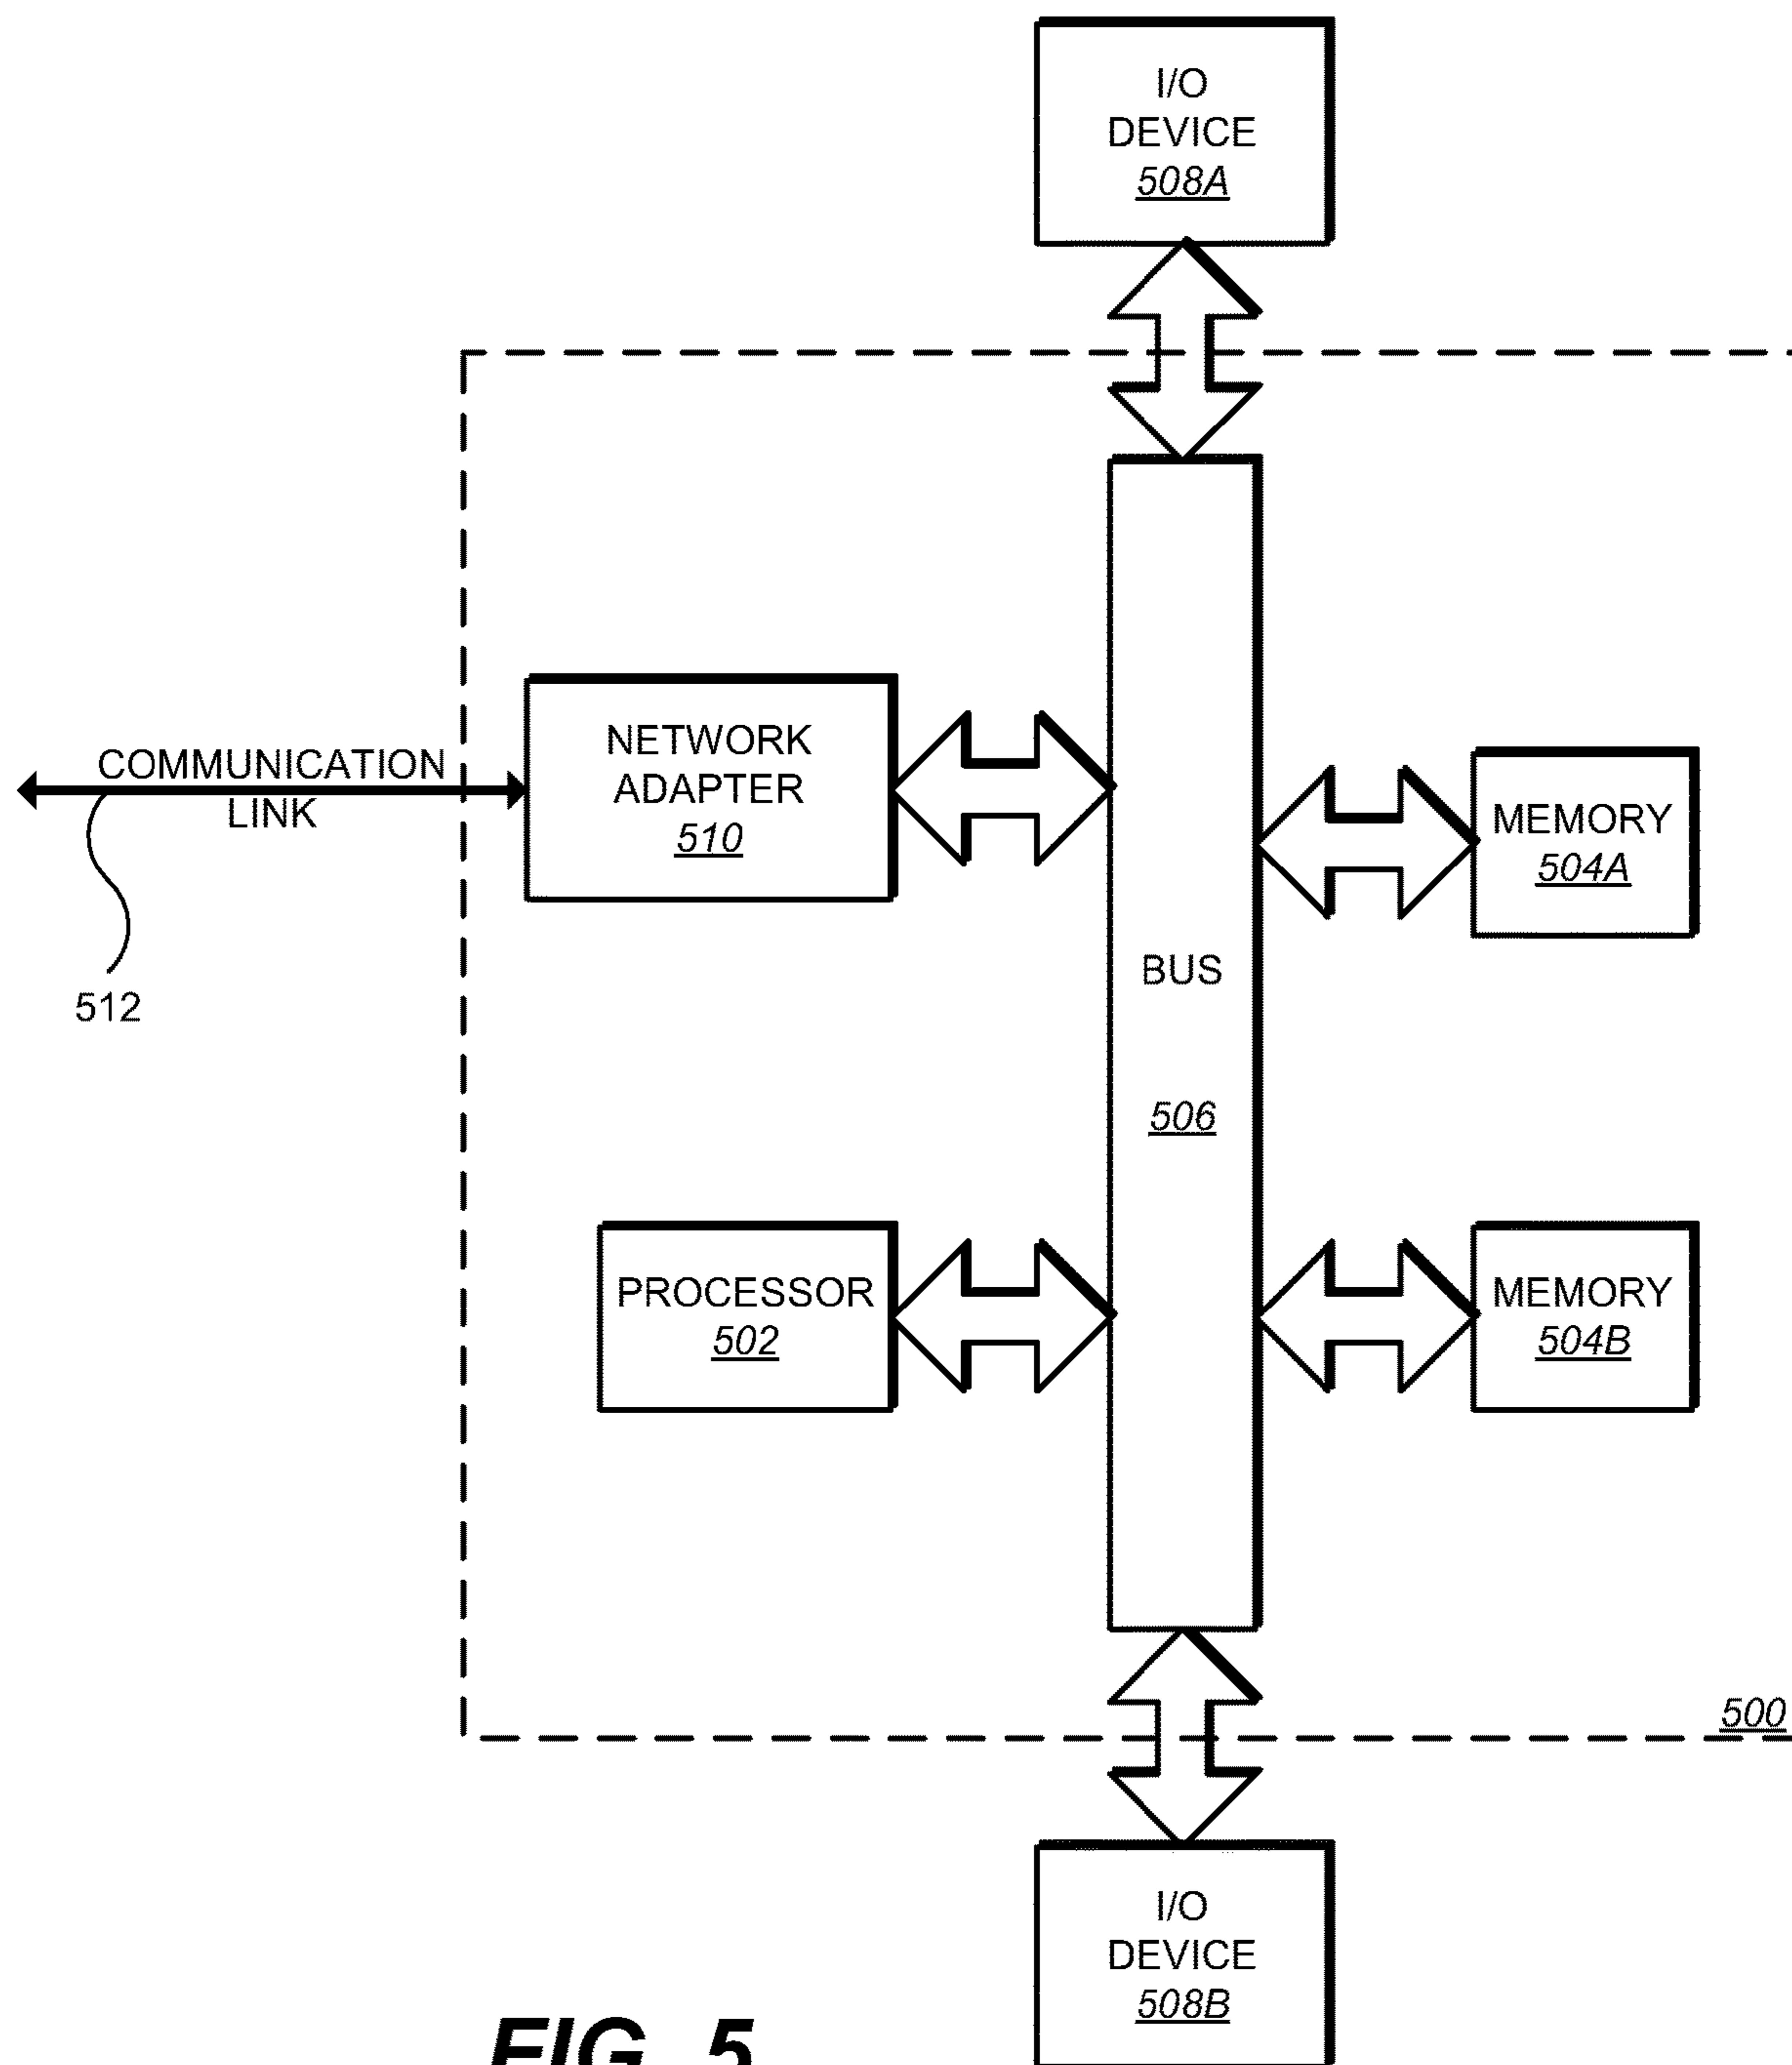 I/O
DEVICE
508A
NETWORK
ADAPTER
510
COMMUNICATION
LINK
512
MEMORY
504A
BUS
506
PROCESSOR
502
MEMORY
504B
500
I/O
DEVICE
508B
FIG. 5